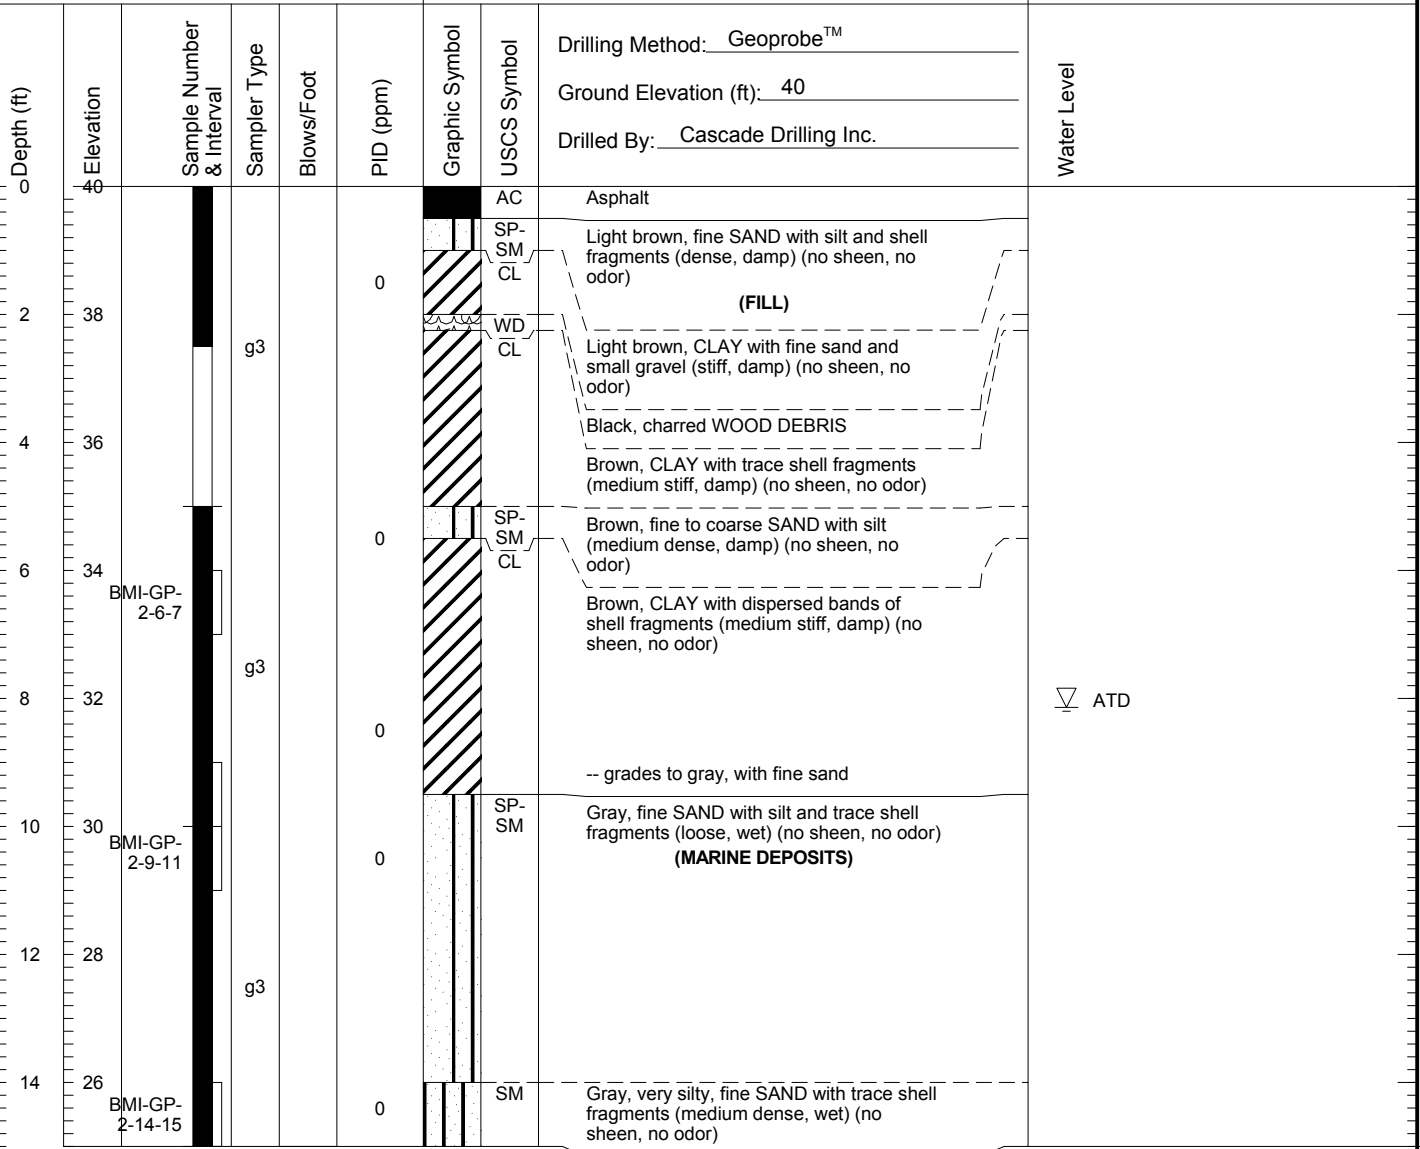 Drilling Method: Geoprobe™
Ground Elevation (ft): 40
Drilled By: Cascade Drilling Inc.
Depth (ft)
Elevation
Sample Number
& Interval
Sampler Type
Blows/Foot
PID (ppm)
Graphic Symbol
USCS Symbol
Water Level
0
40
AC
Asphalt
SP-
SM
Light brown, fine SAND with silt and shell
fragments (dense, damp) (no sheen, no
odor)
(FILL)
CL
0
2
38
WD
CL
g3
Light brown, CLAY with fine sand and
small gravel (stiff, damp) (no sheen, no
odor)
Black, charred WOOD DEBRIS
4
36
Brown, CLAY with trace shell fragments
(medium stiff, damp) (no sheen, no odor)
SP-
SM
Brown, fine to coarse SAND with silt
(medium dense, damp) (no sheen, no
odor)
0
CL
6
34
BMI-GP-
2-6-7
Brown, CLAY with dispersed bands of
shell fragments (medium stiff, damp) (no
sheen, no odor)
g3
8
32
ATD
0
-- grades to gray, with fine sand
SP-
SM
Gray, fine SAND with silt and trace shell
fragments (loose, wet) (no sheen, no odor)
(MARINE DEPOSITS)
10
30
BMI-GP-
2-9-11
0
12
28
g3
14
26
SM
Gray, very silty, fine SAND with trace shell
fragments (medium dense, wet) (no
sheen, no odor)
BMI-GP-
2-14-15
0